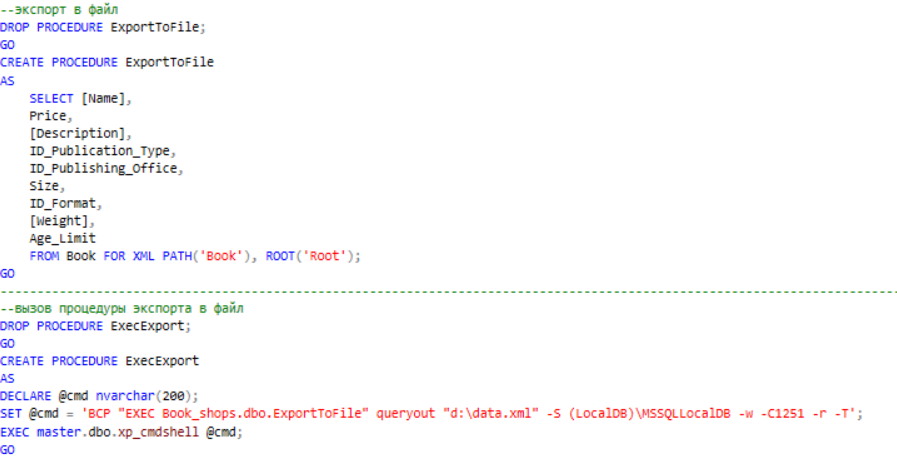 --экспорт в файл
DROP PROCEDURE ExportToFile;
GO
CREATE PROCEDURE ExportToFile
AS
    SELECT [Name],
    Price,
    [Description],
    ID_Publication_Type,
    ID_Publishing_Office,
    Size,
    ID_Format,
    [Weight],
    Age_Limit
    FROM Book FOR XML PATH('Book'), ROOT('Root');
GO
--вызов процедуры экспорта в файл
DROP PROCEDURE ExecExport;
GO
CREATE PROCEDURE ExecExport
AS
DECLARE @cmd nvarchar(200);
SET @cmd = 'BCP "EXEC Book_shops.dbo.ExportToFile" queryout "d:\data.xml" -S (LocalDB)\MSSQLLocalDB -w -C1251 -r -T';
EXEC master.dbo.xp_cmdshell @cmd;
GO